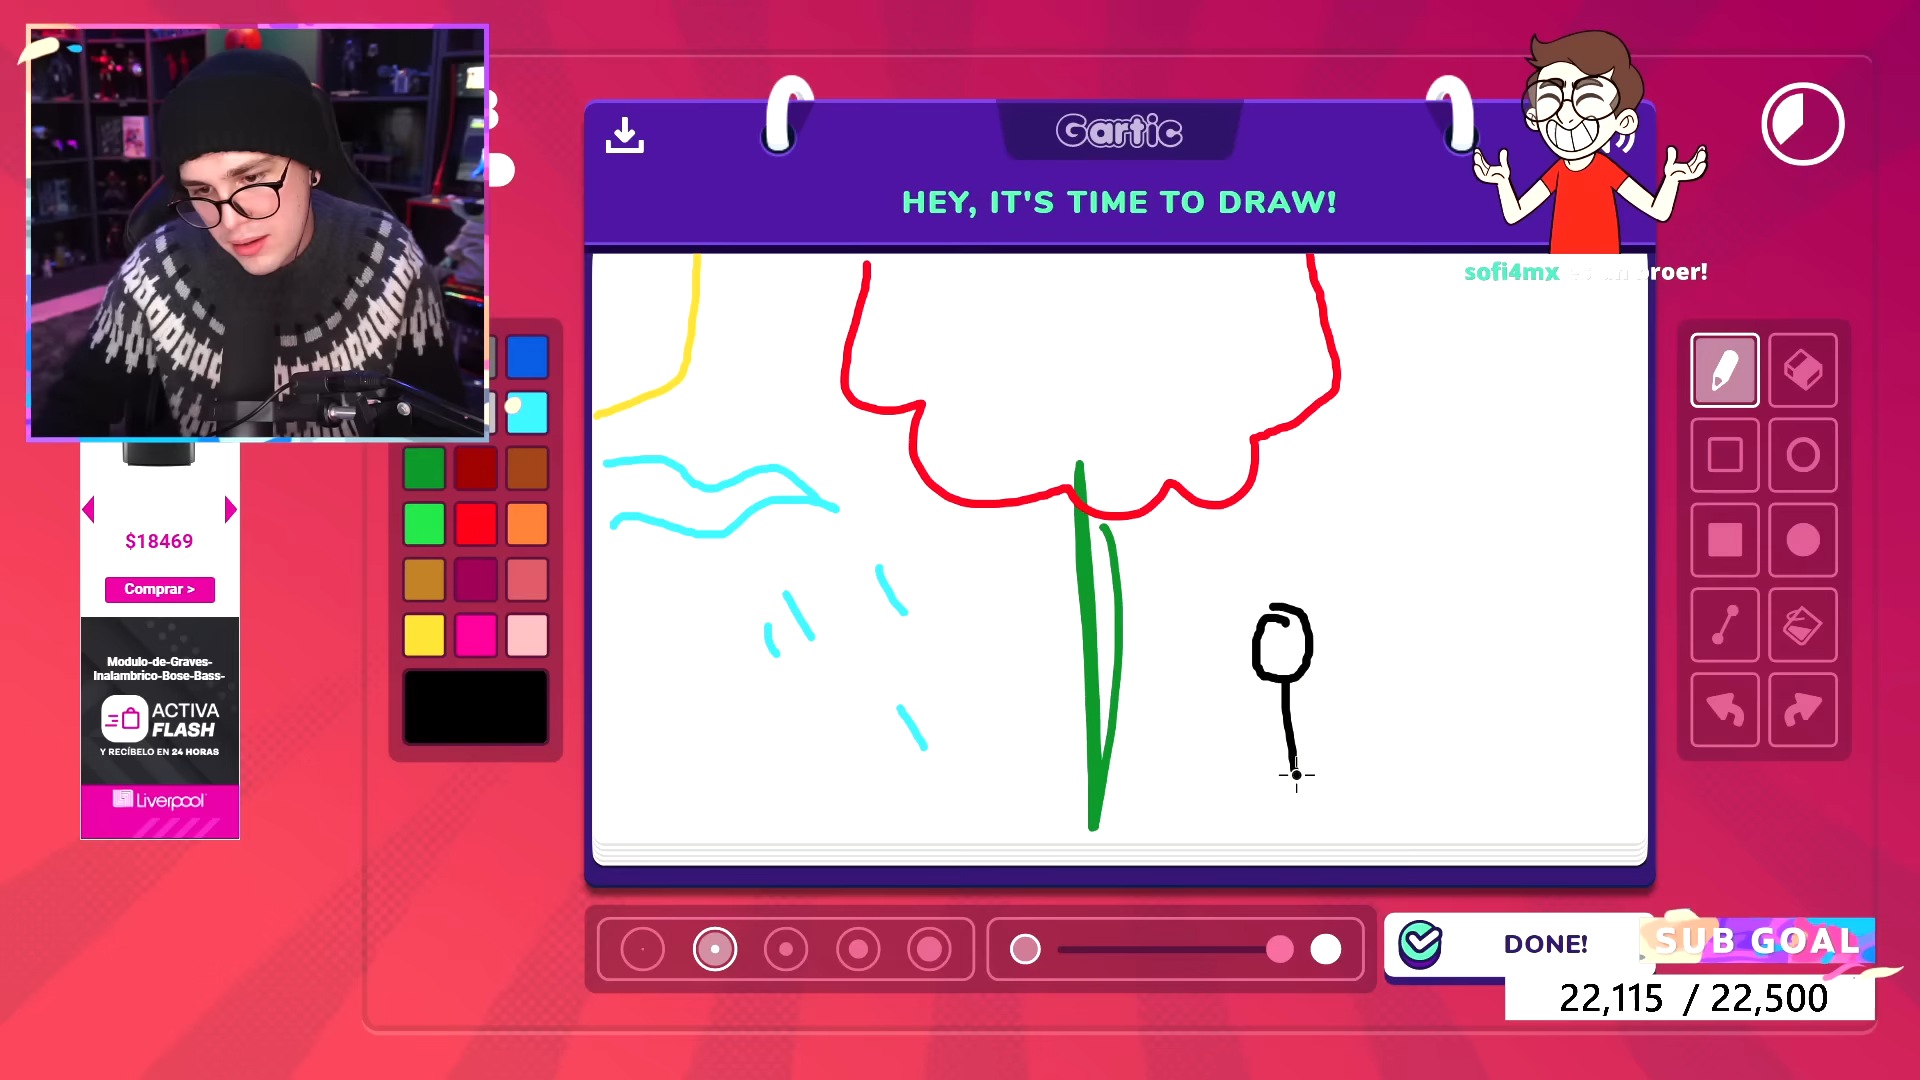 Gartic
HEY, IT'S TIME TO DRAW!
sofi4mx
broer!
$18469
Comprar >
Modulo-de-Graves-
Inalambrico-Bose-Bass-
ACTIVA
FLASH
Y RECÍBELO EN 24 HORAS
Liverpool
DONE!
SUB GOAL
22,115 / 22,500